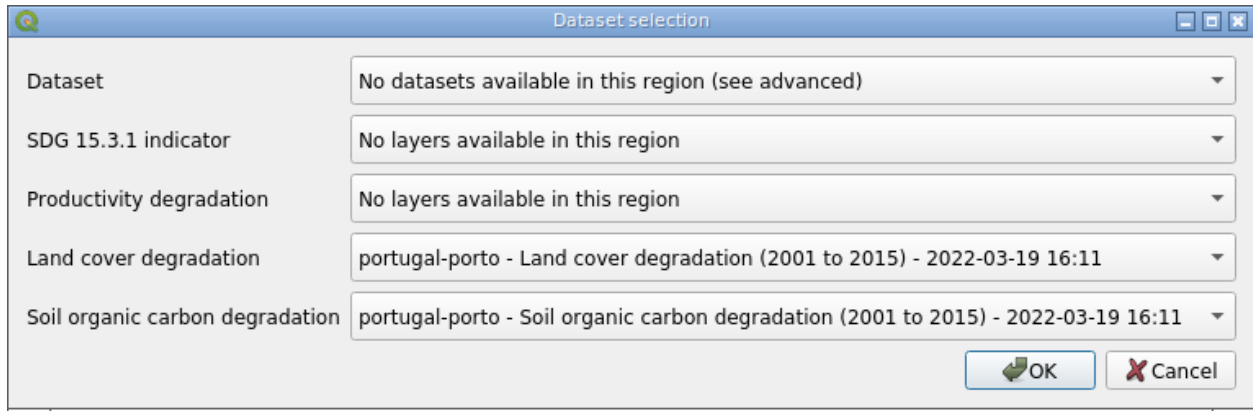 Dataset selection
Dataset No datasets available in this region (see advanced)
SDG 15.3.1 indicator No layers available in this region
Productivity degradation No layers available in this region
Land cover degradation portugal-porto - Land cover degradation (2001 to 2015) - 2022-03-19 16:11
Soil organic carbon degradation portugal-porto - Soil organic carbon degradation (2001 to 2015) - 2022-03-19 16:11
OK Cancel